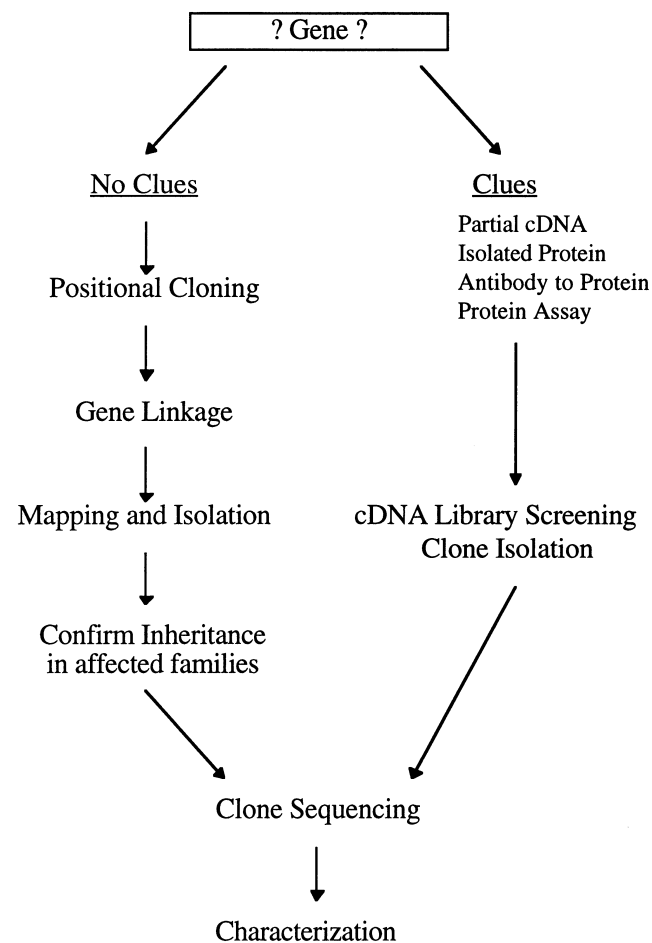 ? Gene ?
No Clues
Positional Cloning
Gene Linkage
Mapping and Isolation
Confirm Inheritance
in affected families
Clues
Partial cDNA
Isolated Protein
Antibody to Protein
Protein Assay
cDNA Library Screening
Clone Isolation
Clone Sequencing
Characterization